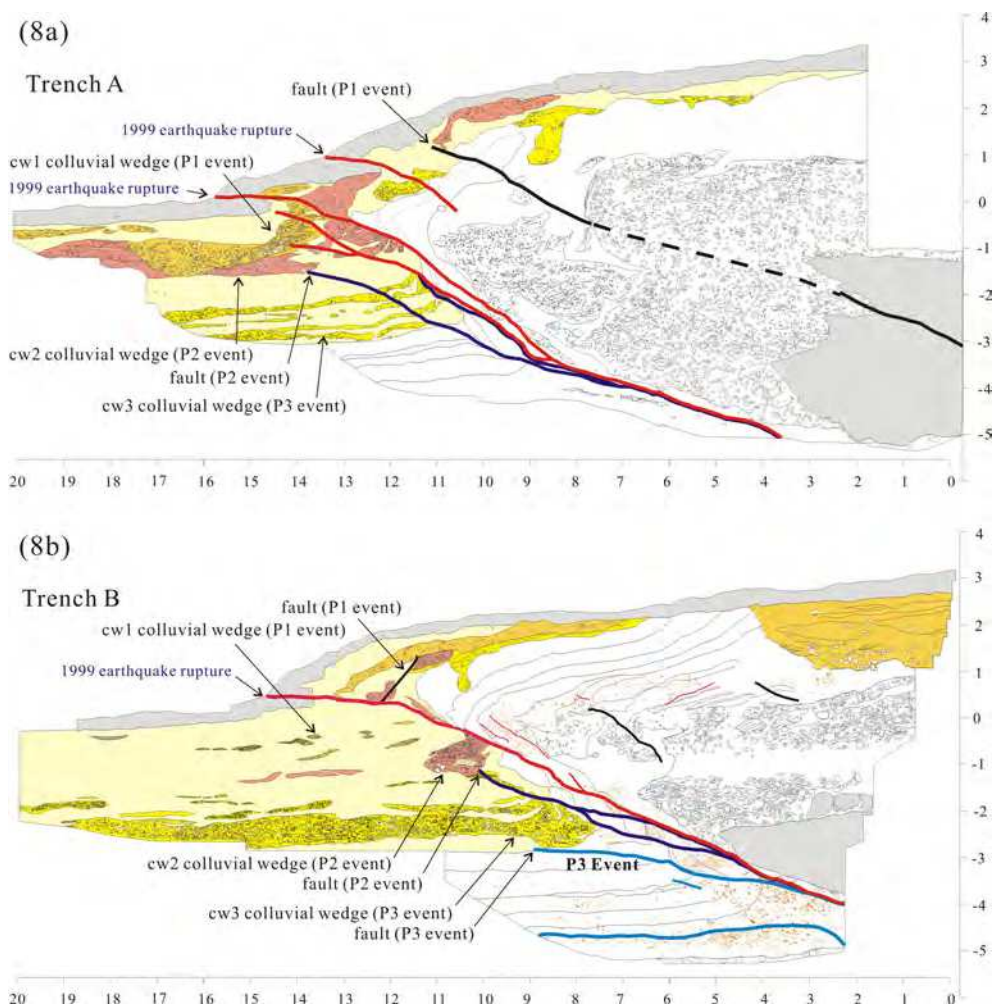 (8a)
Trench A
fault (P1 event)
1999 earthquake rupture
cw1 colluvial wedge (P1 event)
1999 earthquake rupture
cw2 colluvial wedge (P2 event)
fault (P2 event)
cw3 colluvial wedge (P3 event)
4
3
2
1
0
-1
-2
-3
-4
-5
20 19 18 17 16 15 14 13 12 11 10 9 8 7 6 5 4 3 2 1 0
(8b)
Trench B
fault (P1 event)
cw1 colluvial wedge (P1 event)
1999 earthquake rupture
cw2 colluvial wedge (P2 event)
fault (P2 event)
P3 Event
cw3 colluvial wedge (P3 event)
fault (P3 event)
4
3
2
1
0
-1
-2
-3
-4
-5
20 19 18 17 16 15 14 13 12 11 10 9 8 7 6 5 4 3 2 1 0